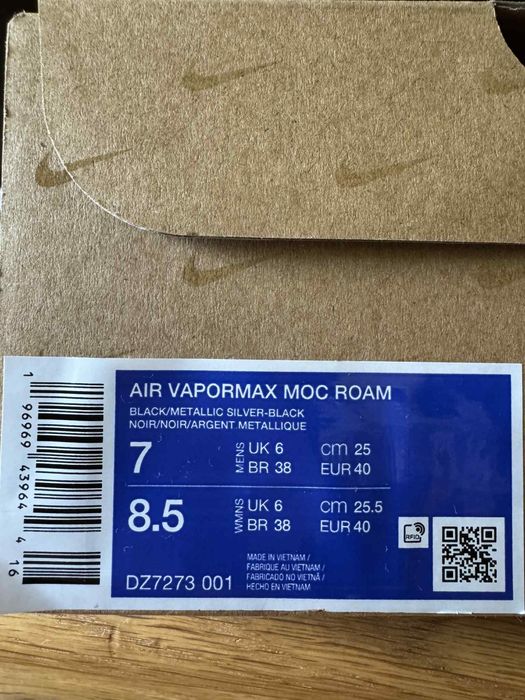 AIR VAPORMAX MOC ROAM
BLACK/METALLIC SILVER-BLACK
NOIR/NOIR/ARGENT METALLIQUE
7 MENS UK 6 cm 25
BR 38 EUR 40
8.5 WMNS UK 6 cm 25.5
BR 38 EUR 40
RFID
MADE IN VIETNAM /
FABRIQUE AU VIETNAM /
FABRICADO NO VIETNÃ /
HECHO EN VIETNAM
DZ7273 001
1 96969 43964 4 16